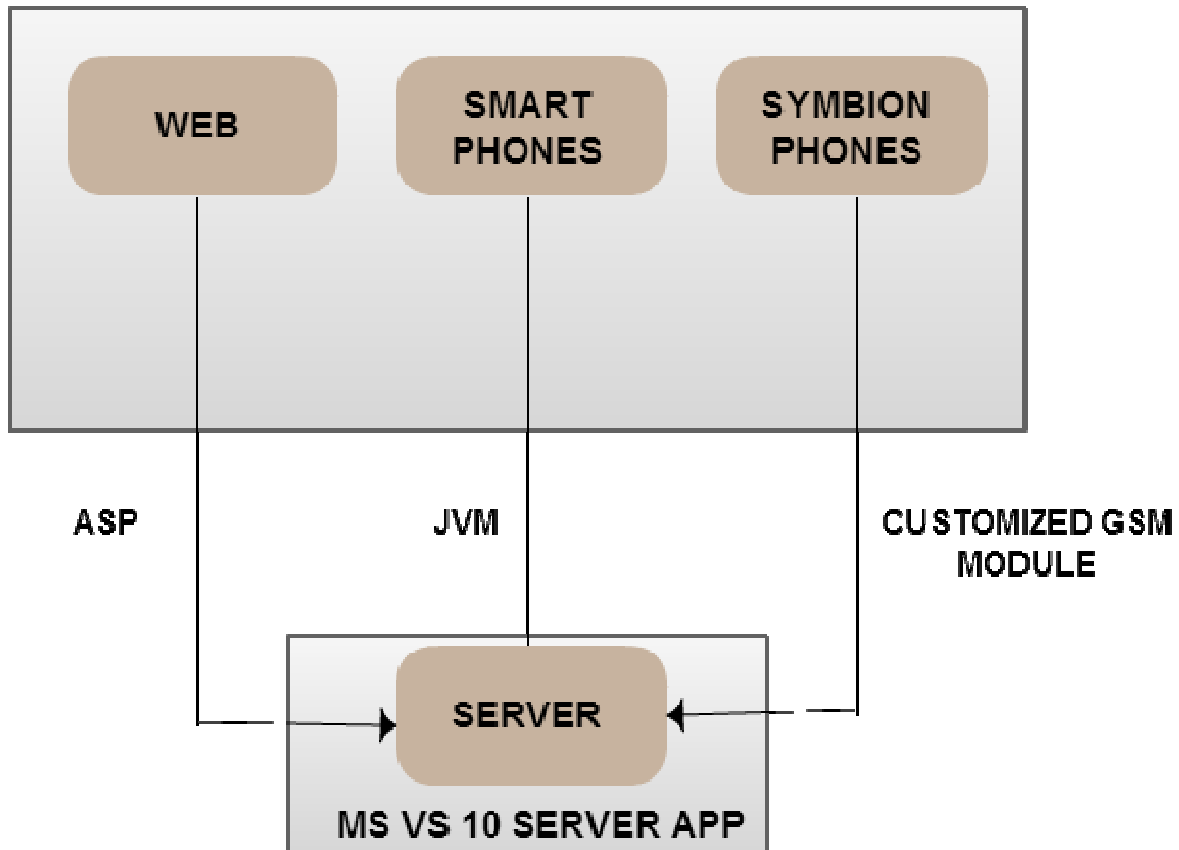 WEB
SMART
PHONES
SYMBION
PHONES
ASP
JVM
CUSTOMIZED GSM
MODULE
SERVER
MS VS 10 SERVER APP